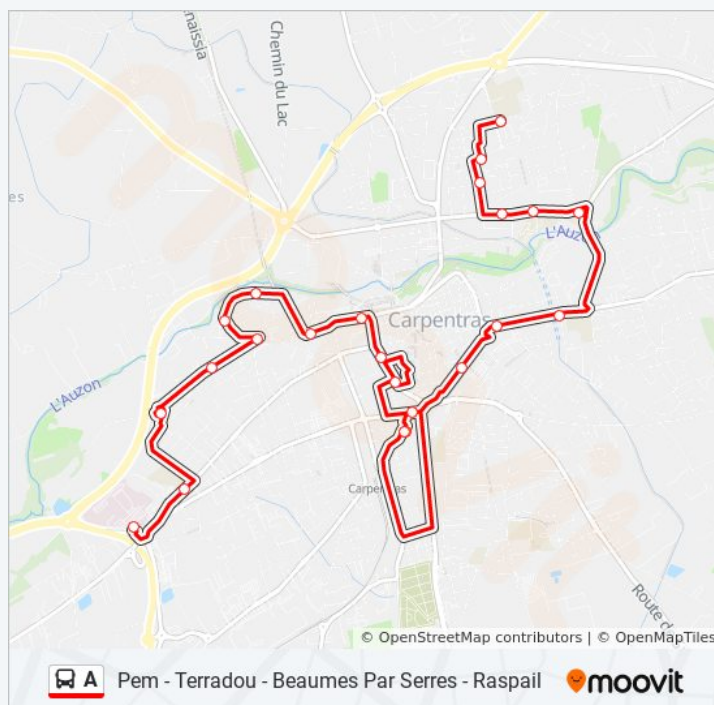 naissia
Chemin du Lac
es
L'Auzon
Carpentras
L'Auzon
Carpentras
Route d
© OpenStreetMap contributors | © OpenMapTiles
A Pem - Terradou - Beaumes Par Serres - Raspail
moovit